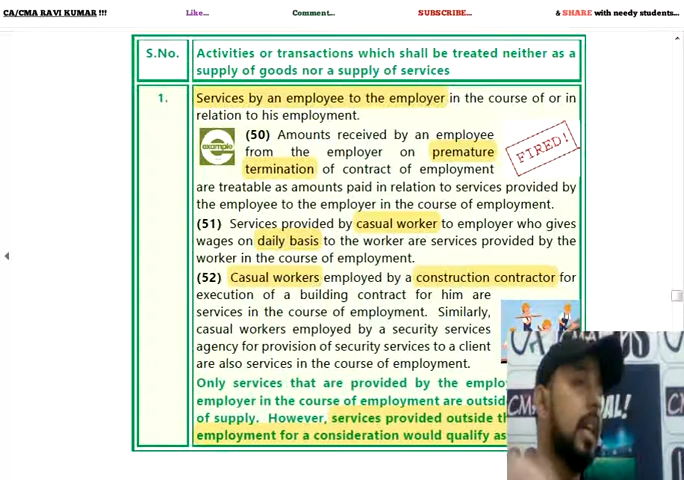 CA/CMA RAVI KUMAR !!! Like... Comment... SUBSCRIBE... & SHARE with needy students...
S.No. Activities or transactions which shall be treated neither as a
supply of goods nor a supply of services
1. Services by an employee to the employer in the course of or in
relation to his employment.
example
(50) Amounts received by an employee
from the employer on premature
termination of contract of employment
FIRED!
are treatable as amounts paid in relation to services provided by
the employee to the employer in the course of employment.
(51) Services provided by casual worker to employer who gives
wages on daily basis to the worker are services provided by the
worker in the course of employment.
(52) Casual workers employed by a construction contractor for
execution of a building contract for him are
services in the course of employment. Similarly,
casual workers employed by a security services
agency for provision of security services to a client
are also services in the course of employment.
Only services that are provided by the
employer in the course of employment are
of supply. However, services provided outside
employment for a consideration would qualify